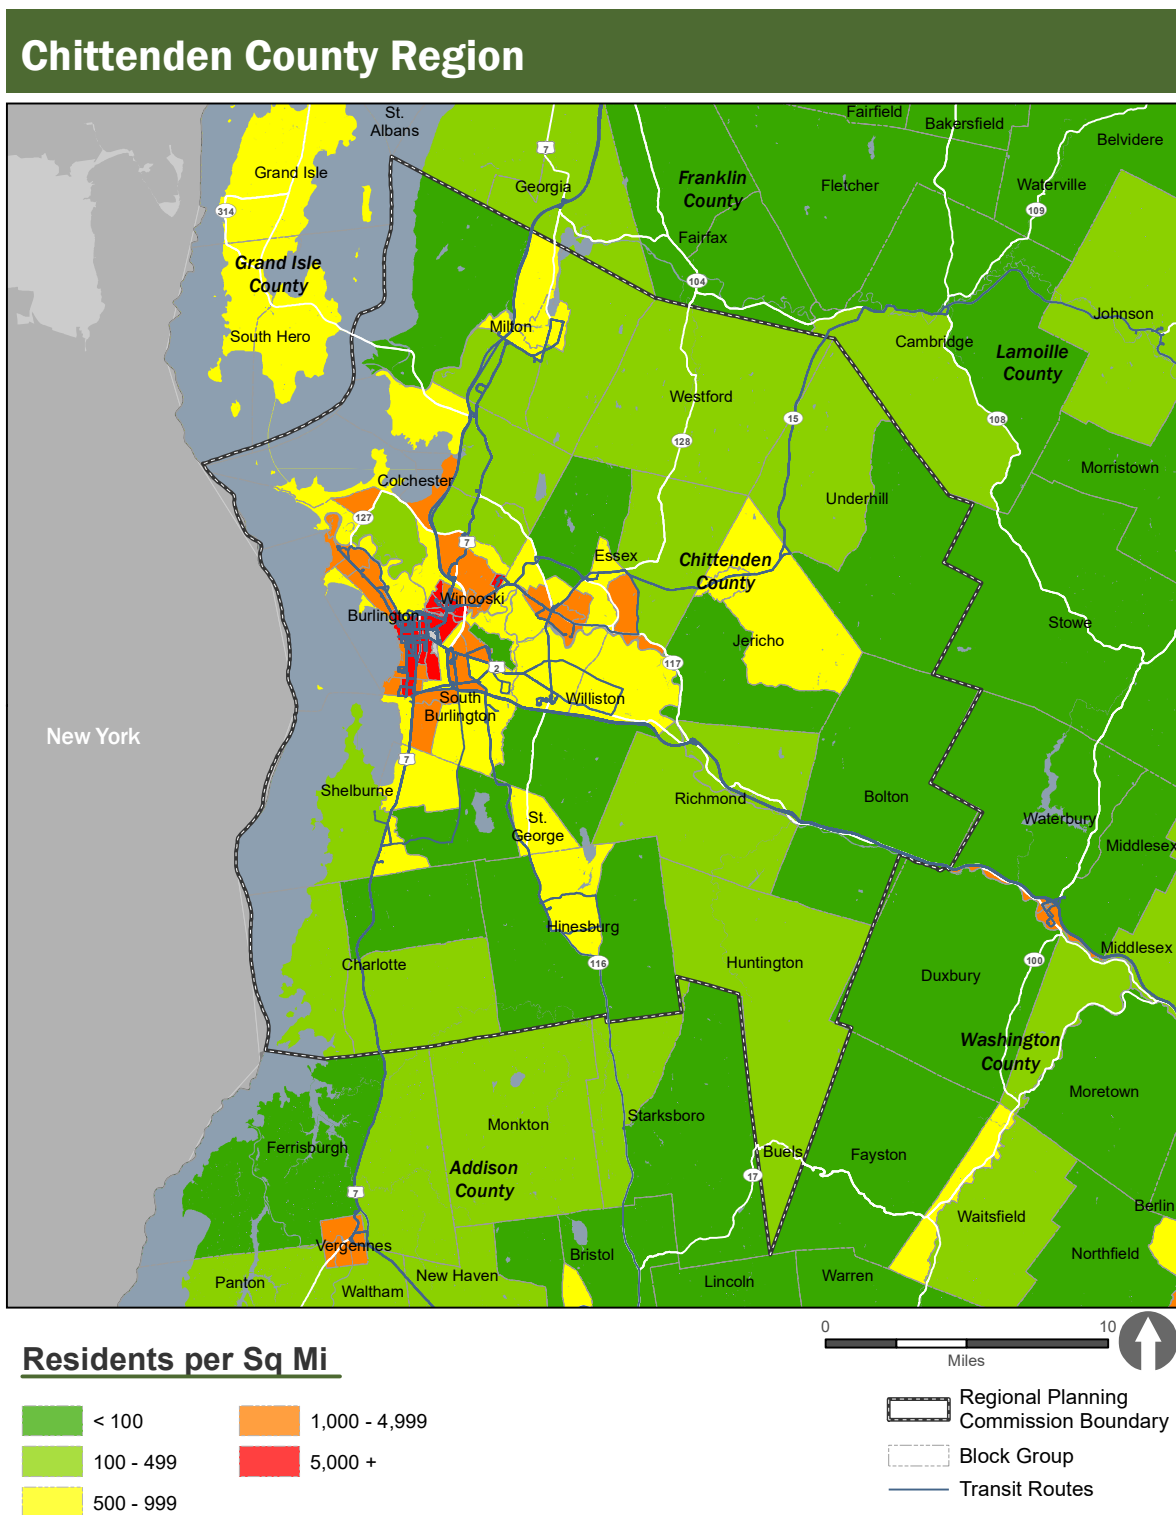 Chittenden County Region
St.
Albans
Fairfield
Bakersfield
Belvidere
7
Grand Isle
Georgia
Franklin
County
Fletcher
Waterville
314
109
Fairfax
Grand Isle
County
104
South Hero
Milton
Johnson
Cambridge
Lamoille
County
Westford
15
108
128
Morristown
Colchester
Underhill
127
7
Essex
Chittenden
County
Winooski
Burlington
Stowe
Jericho
2
117
South
Burlington
Williston
New York
7
Shelburne
Richmond
Bolton
St.
George
Waterbury
Middlesex
Hinesburg
Charlotte
116
Huntington
Duxbury
100
Middlesex
Washington
County
Moretown
Monkton
Starksboro
Ferrisburgh
Buels
Fayston
Addison
County
17
7
Waitsfield
Berlin
Vergennes
Bristol
Northfield
Panton
New Haven
Waltham
Lincoln
Warren
0
10
Miles
Residents per Sq Mi
< 100
1,000 - 4,999
100 - 499
5,000 +
500 - 999
Regional Planning
Commission Boundary
Block Group
Transit Routes